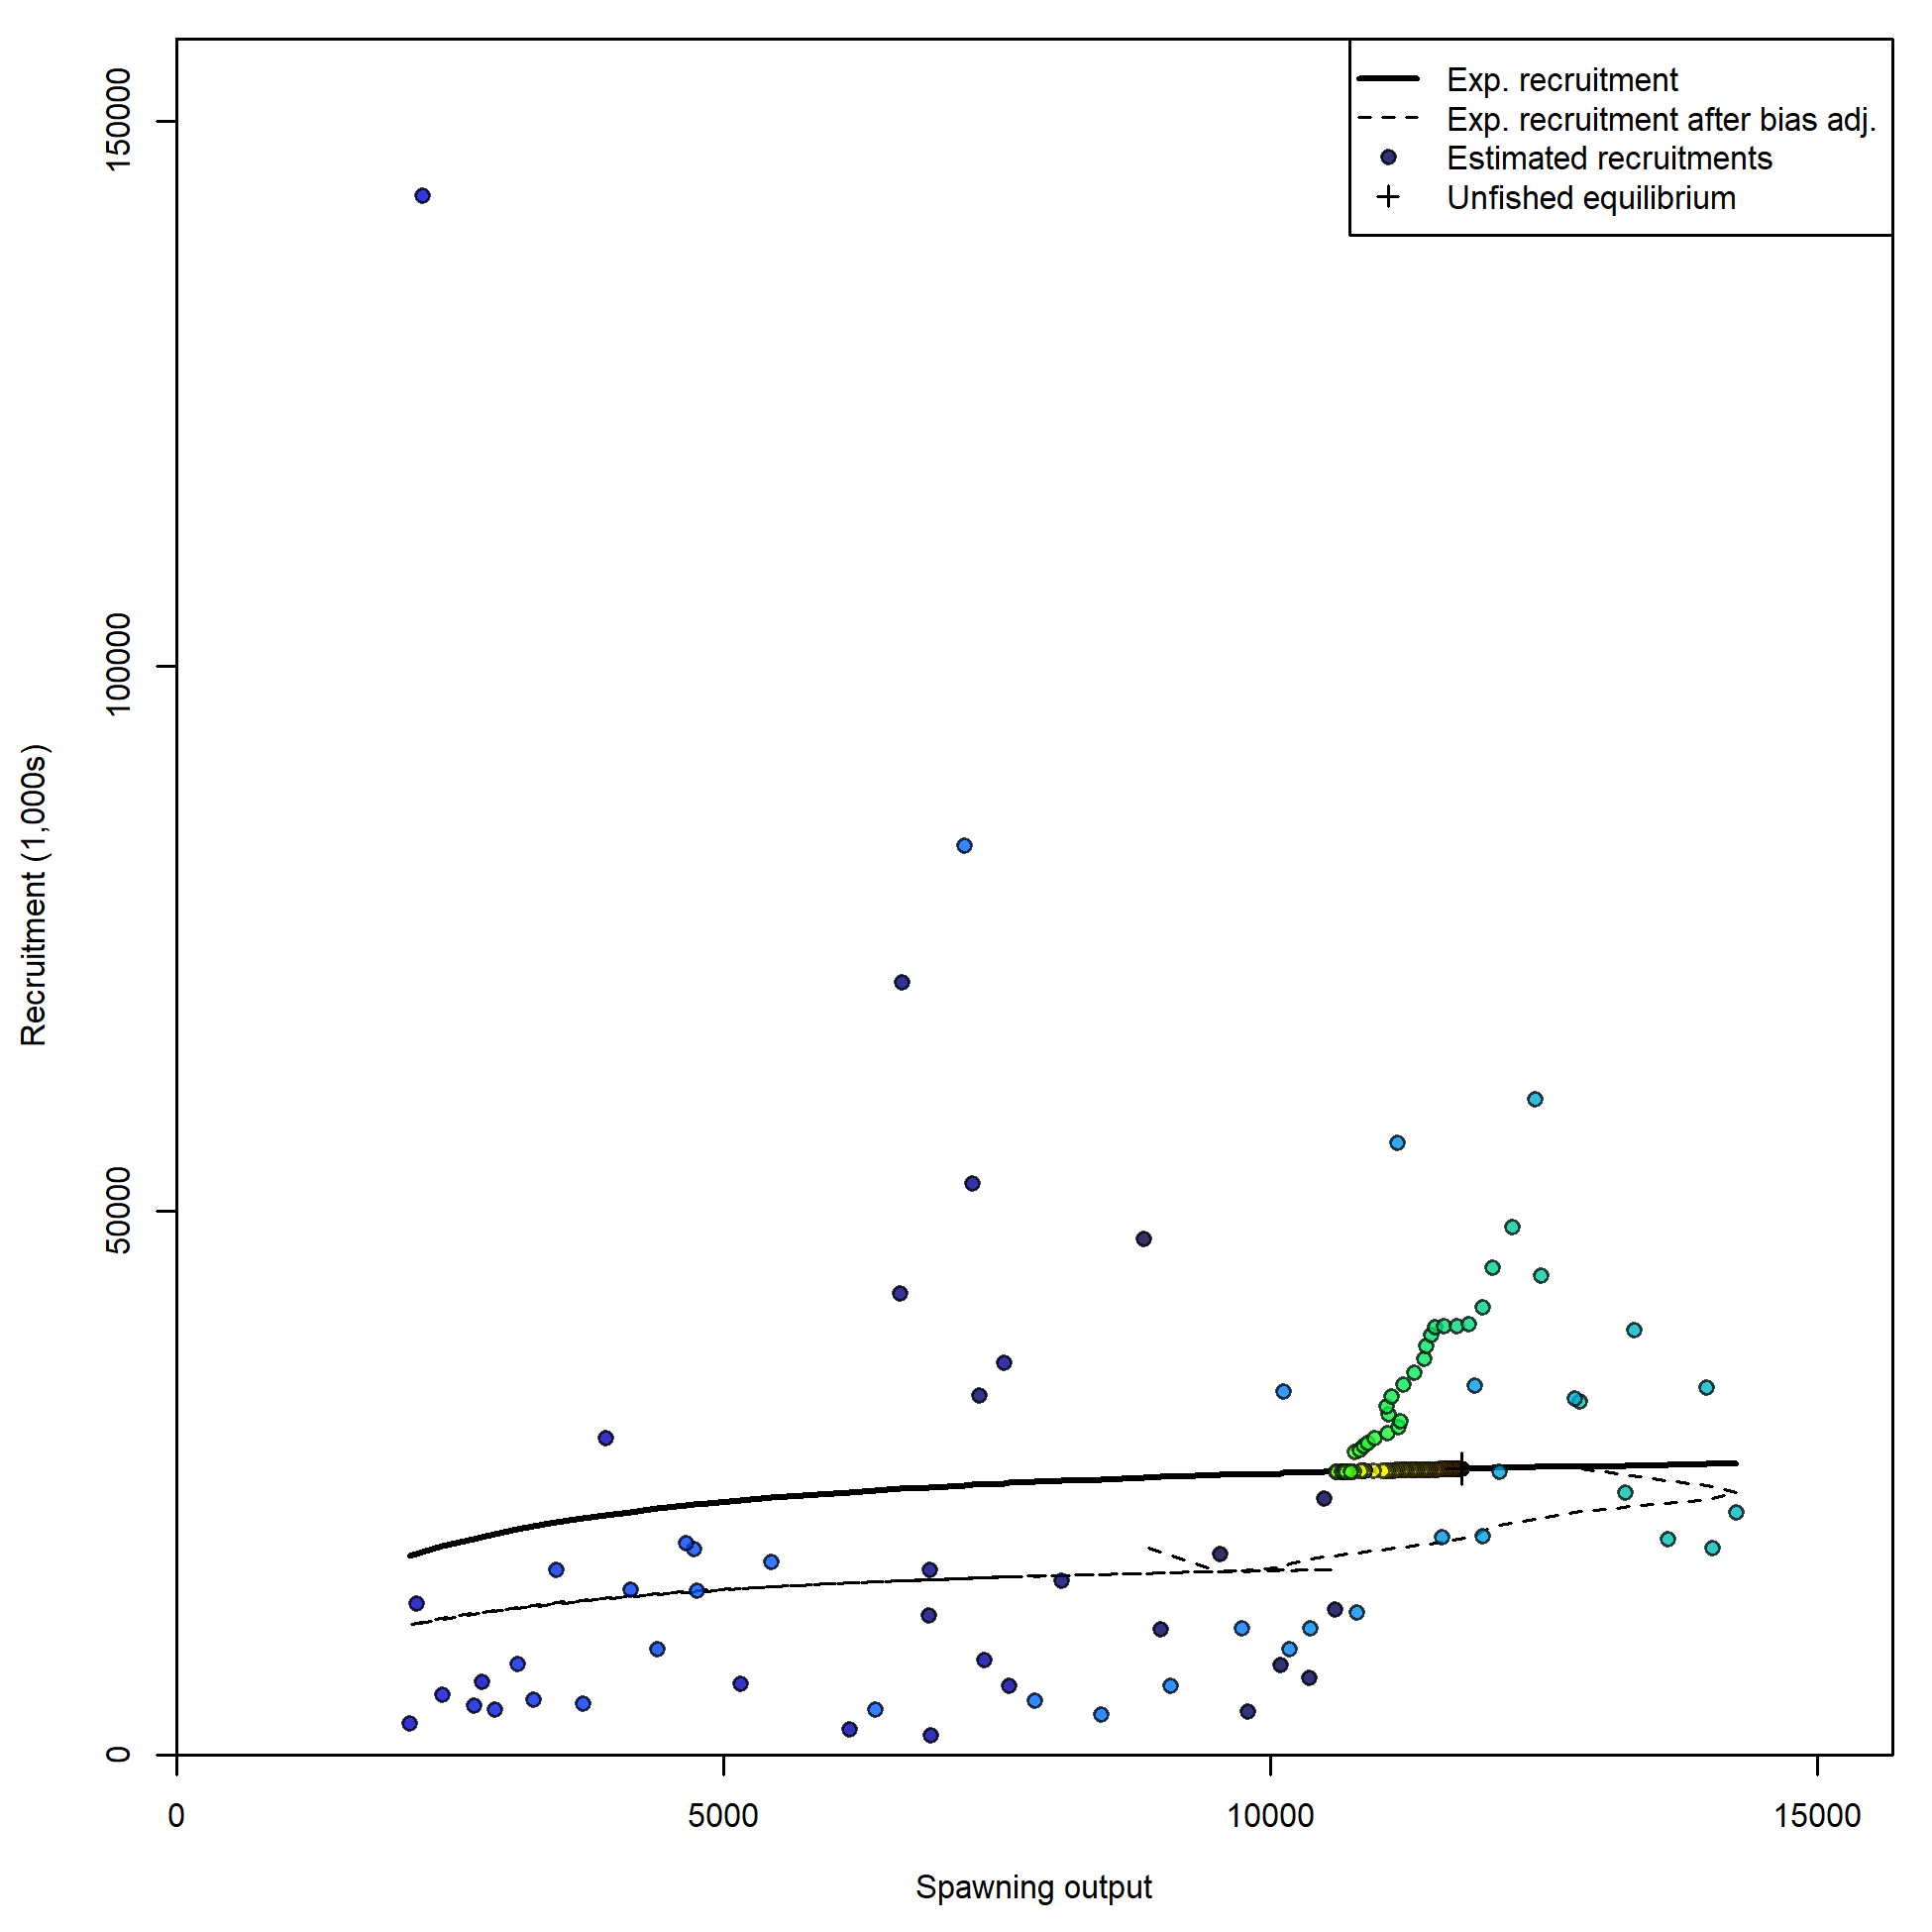 Exp. recruitment
Exp. recruitment after bias adj.
Estimated recruitments
Unfished equilibrium
150000
100000
50000
0
Recruitment (1,000s)
0 5000 10000 15000
Spawning output